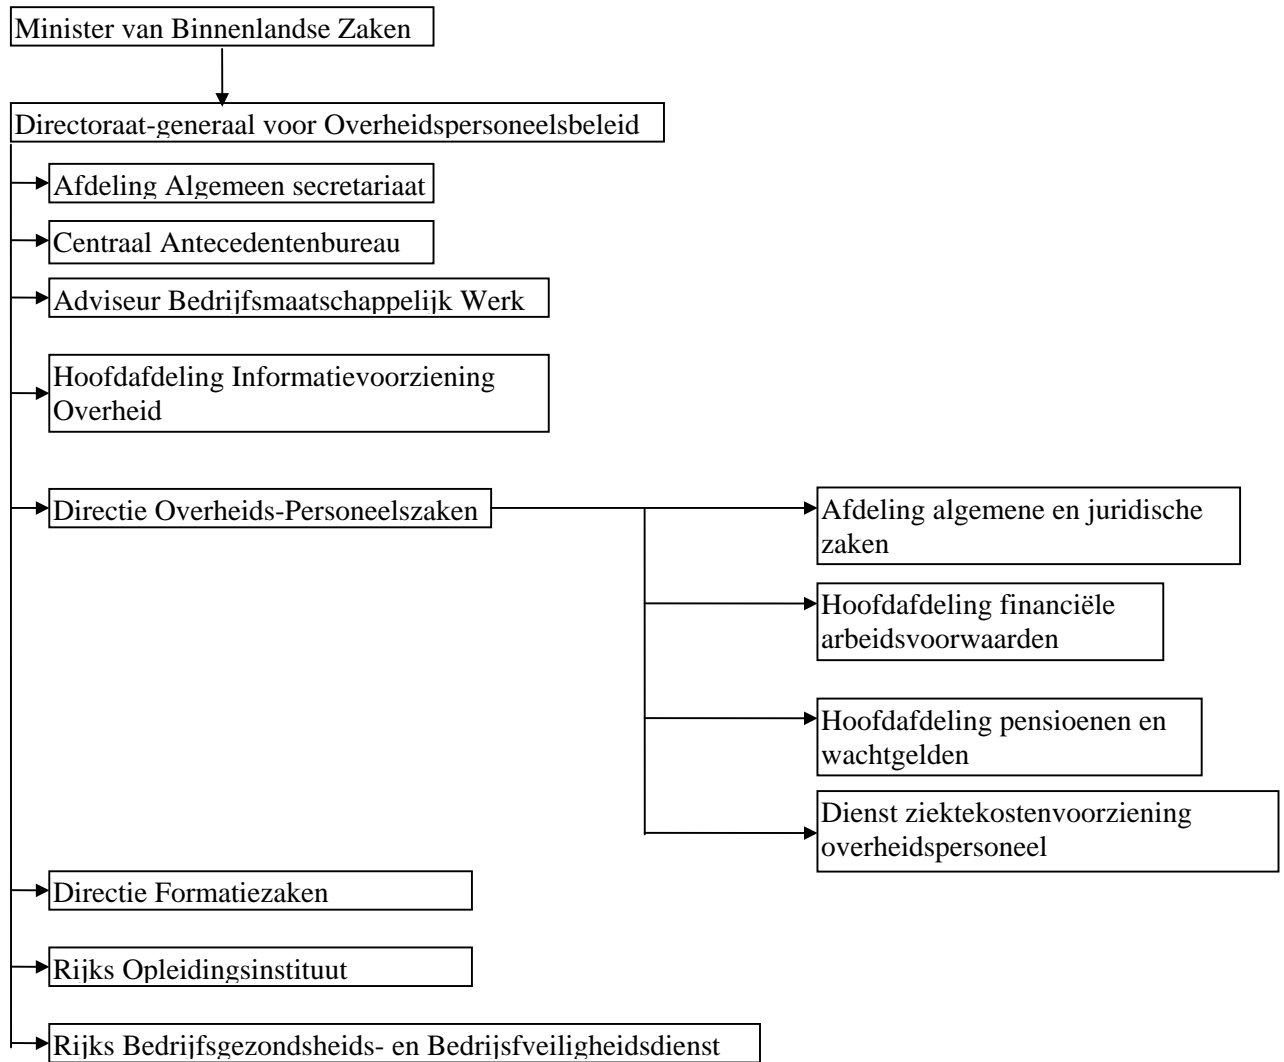 Minister van Binnenlandse Zaken
Directoraat-generaal voor Overheidspersoneelsbeleid
Afdeling Algemeen secretariaat
Centraal Antecedentenbureau
Adviseur Bedrijfsmaatschappelijk Werk
Hoofdafdeling Informatievoorziening
Overheid
Directie Overheids-Personeelszaken
Afdeling algemene en juridische
zaken
Hoofdafdeling financiële
arbeidsvoorwaarden
Hoofdafdeling pensioenen en
wachtgelden
Dienst ziektekostenvoorziening
overheidspersoneel
Directie Formatiezaken
Rijks Opleidingsinstituut
Rijks Bedrijfsgezondsheids- en Bedrijsfveiligheidsdienst